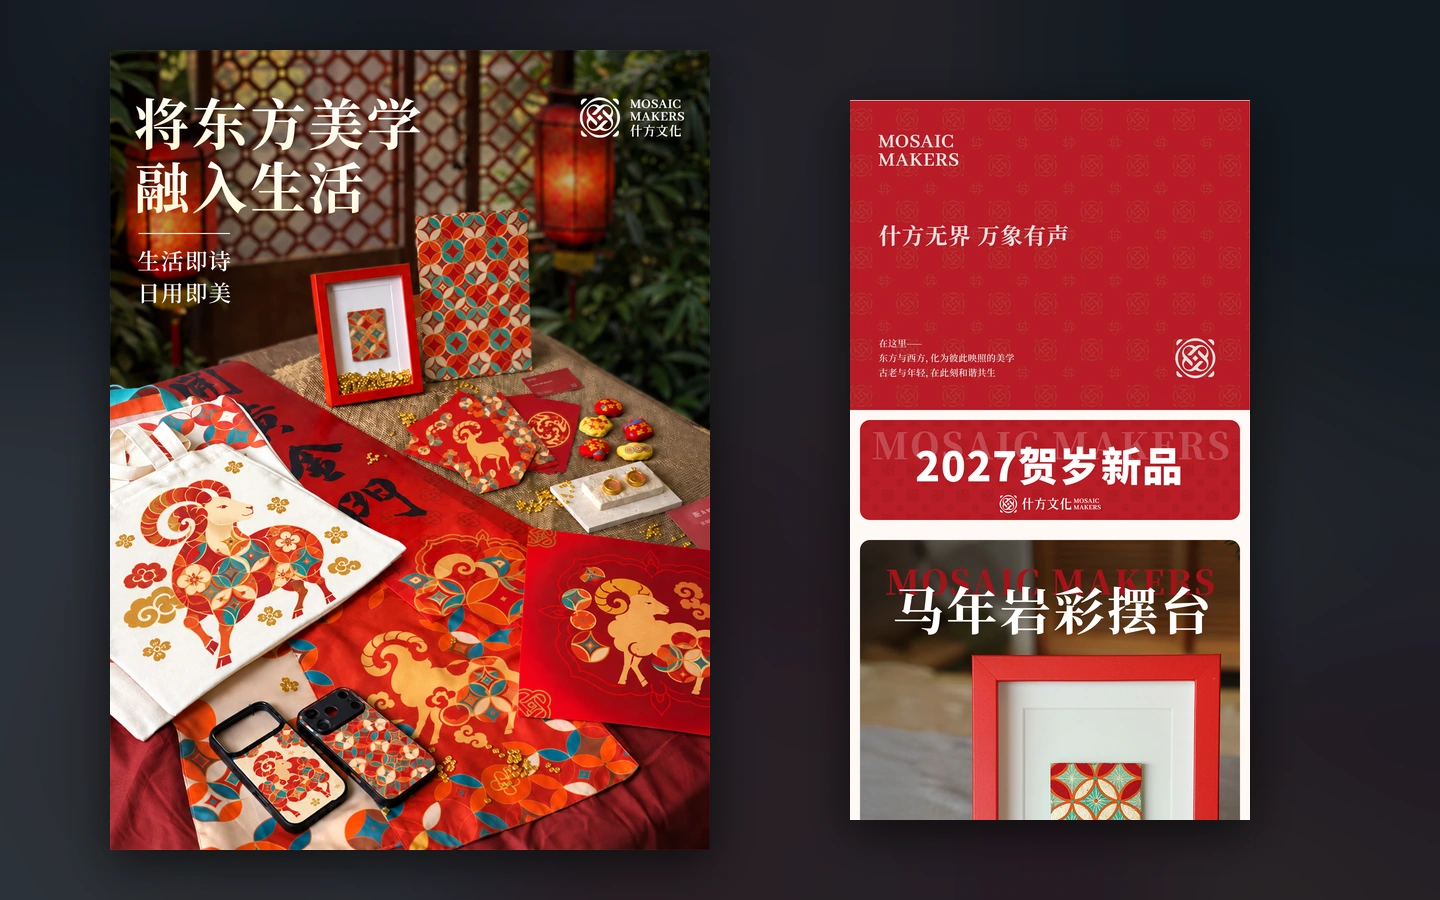 将东方美学
融入生活
生活即诗
日用即美
MOSAIC
MAKERS
什方文化
MOSAIC
MAKERS
什方无界 万象有声
在这里——
东方与西方, 化为彼此映照的美学
古老与年轻, 在此刻和谐共生
MOSAIC MAKERS
2027贺岁新品
什方文化 MOSAIC MAKERS
MOSAIC MAKERS
马年岩彩摆台